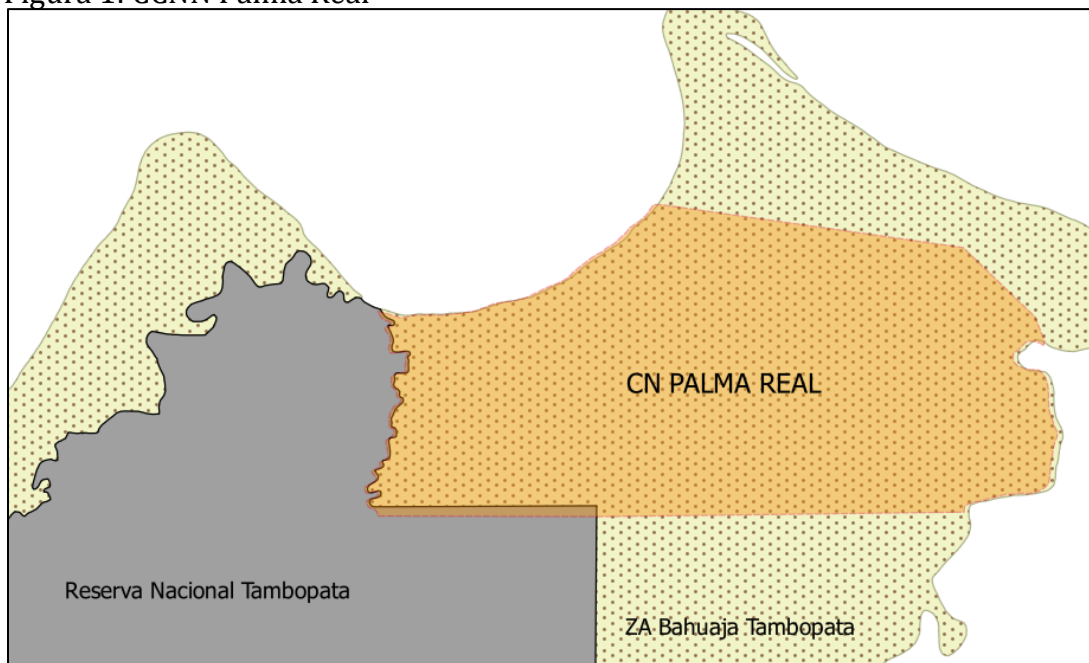 Figura 1. CCNN Palma Real
CN PALMA REAL
Reserva Nacional Tambopata
ZA Bahuaja Tambopata